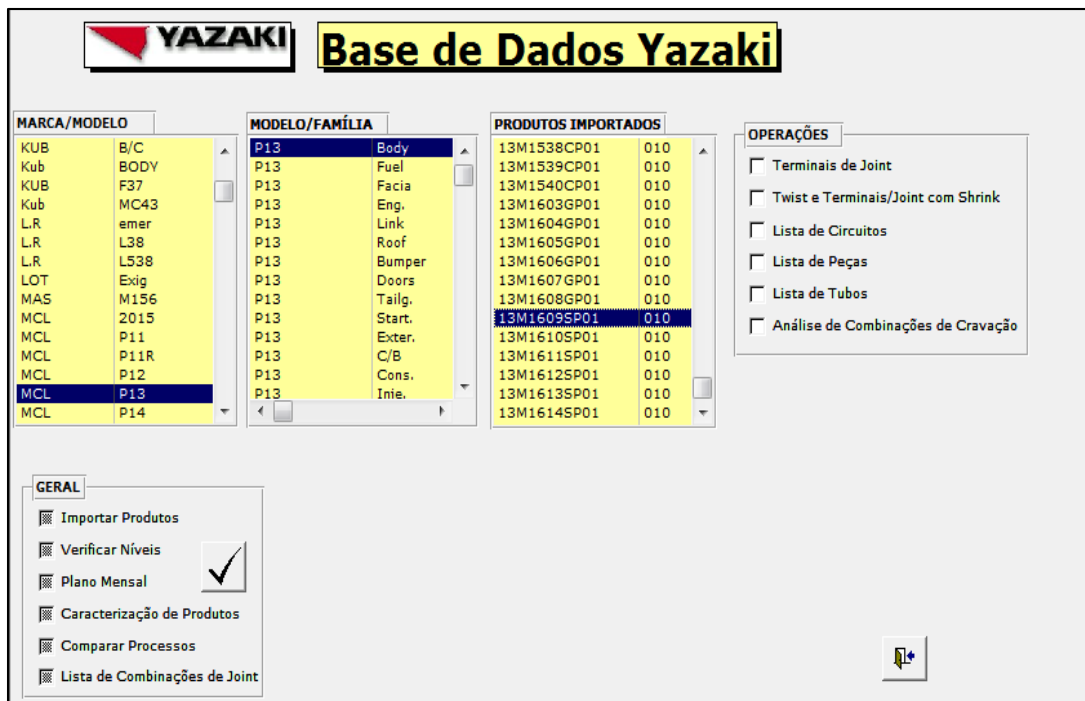 YAZAKI
Base de Dados Yazaki
MARCA/MODELO
KUB B/C
Kub BODY
KUB F37
Kub MC43
L.R emer
L.R L38
L.R L538
LOT Exig
MAS M156
MCL 2015
MCL P11
MCL P11R
MCL P12
MCL P13
MCL P14
MODELO/FAMÍLIA
P13 Body
P13 Fuel
P13 Facia
P13 Eng.
P13 Link
P13 Roof
P13 Bumper
P13 Doors
P13 Tailg.
P13 Start.
P13 Exter.
P13 C/B
P13 Cons.
P13 Inie.
PRODUTOS IMPORTADOS
13M1538CP01 010
13M1539CP01 010
13M1540CP01 010
13M1603GP01 010
13M1604GP01 010
13M1605GP01 010
13M1606GP01 010
13M1607GP01 010
13M1608GP01 010
13M1609SP01 010
13M1610SP01 010
13M1611SP01 010
13M1612SP01 010
13M1613SP01 010
13M1614SP01 010
OPERAÇÕES
Terminais de Joint
Twist e Terminais/Joint com Shrink
Lista de Circuitos
Lista de Peças
Lista de Tubos
Análise de Combinações de Cravação
GERAL
Importar Produtos
Verificar Níveis
Plano Mensal
Caracterização de Produtos
Comparar Processos
Lista de Combinações de Joint